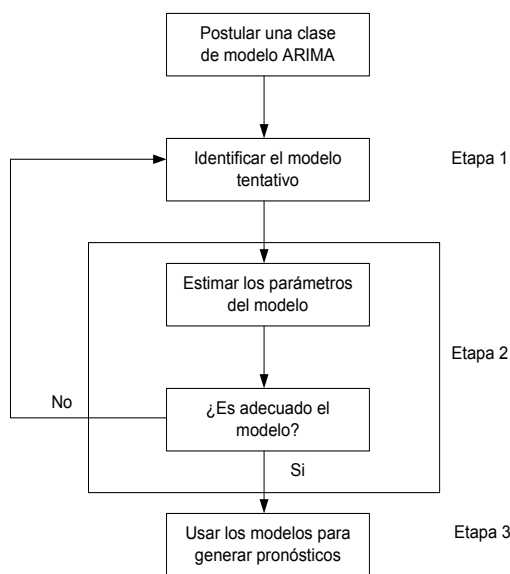 Postular una clase
de modelo ARIMA
Identificar el modelo
tentativo
Etapa 1
Estimar los parámetros
del modelo
Etapa 2
No
¿Es adecuado el
modelo?
Si
Usar los modelos para
generar pronósticos
Etapa 3